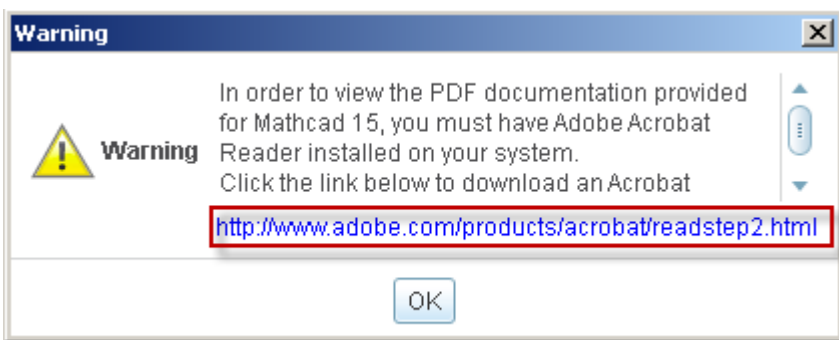 Warning
In order to view the PDF documentation provided
for Mathcad 15, you must have Adobe Acrobat
Warning
Reader installed on your system.
Click the link below to download an Acrobat
http://www.adobe.com/products/acrobat/readstep2.html
OK